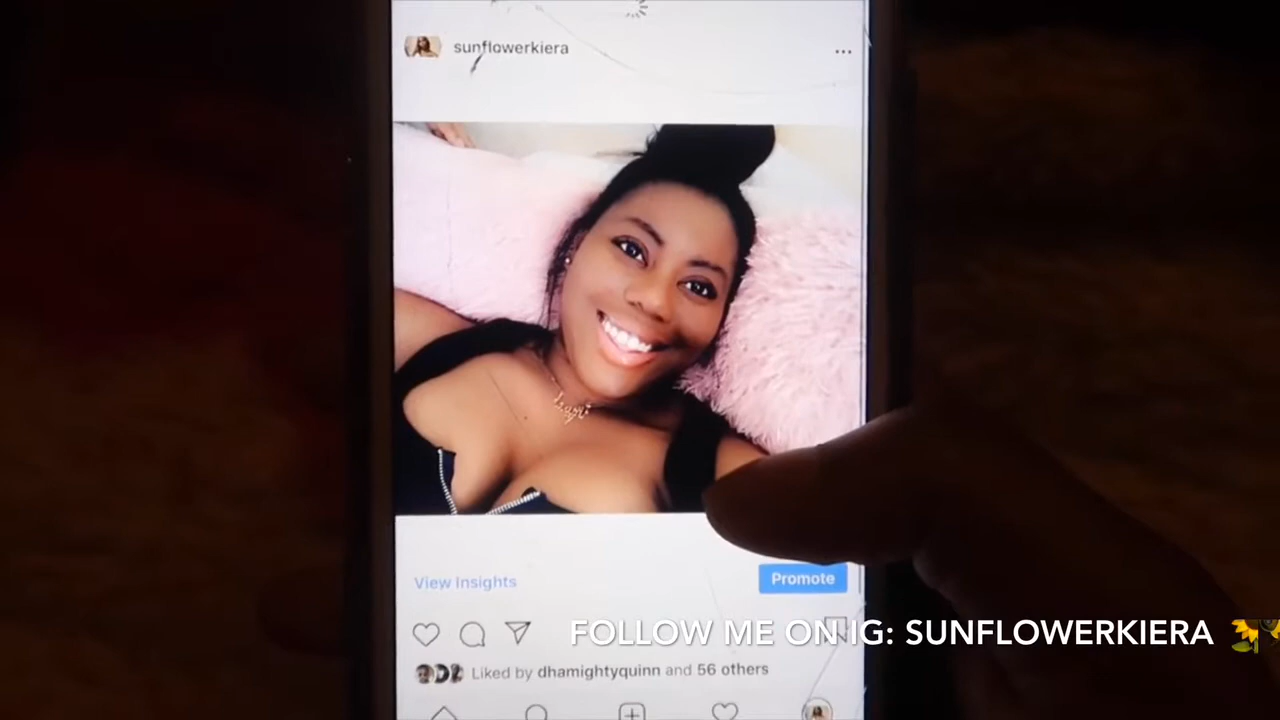 sunflowerkiera
View Insights
Promote
FOLLOW ME ON IG: SUNFLOWERKIERA
Liked by dhamightyquinn and 56 others